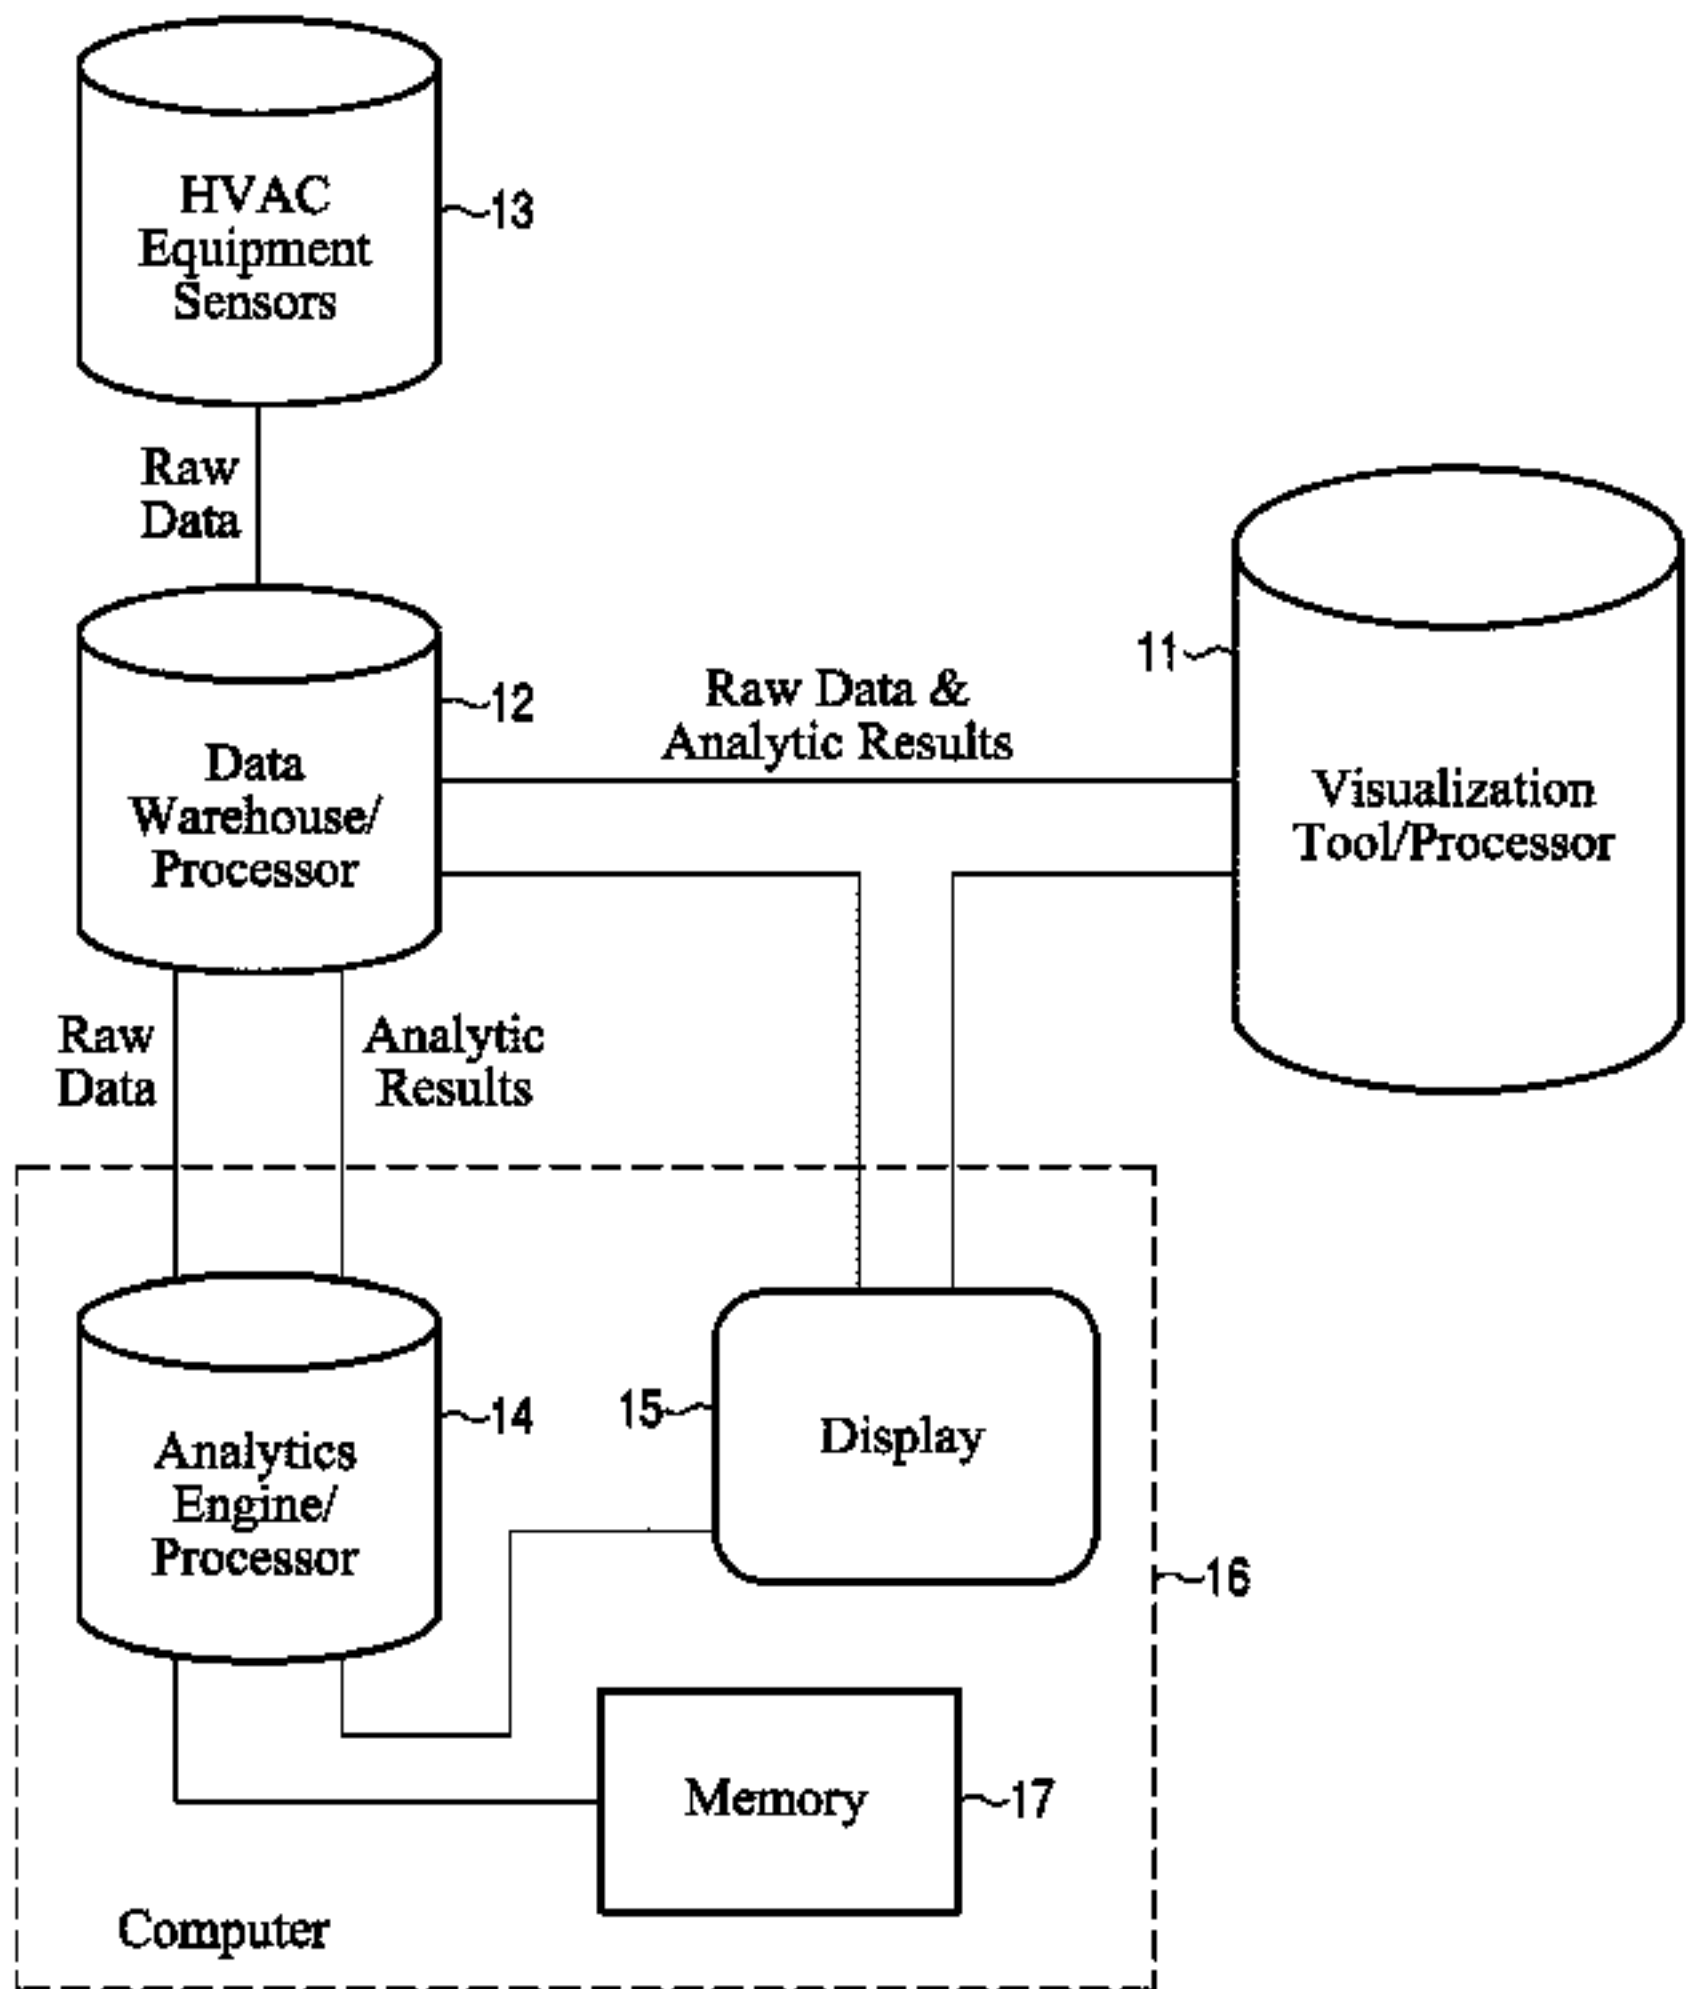 HVAC
Equipment
Sensors
13
Raw
Data
Data
Warehouse/
Processor
12
Raw Data &
Analytic Results
11
Visualization
Tool/Processor
Raw
Data
Analytic
Results
Analytics
Engine/
Processor
14
15
Display
16
Memory
17
Computer